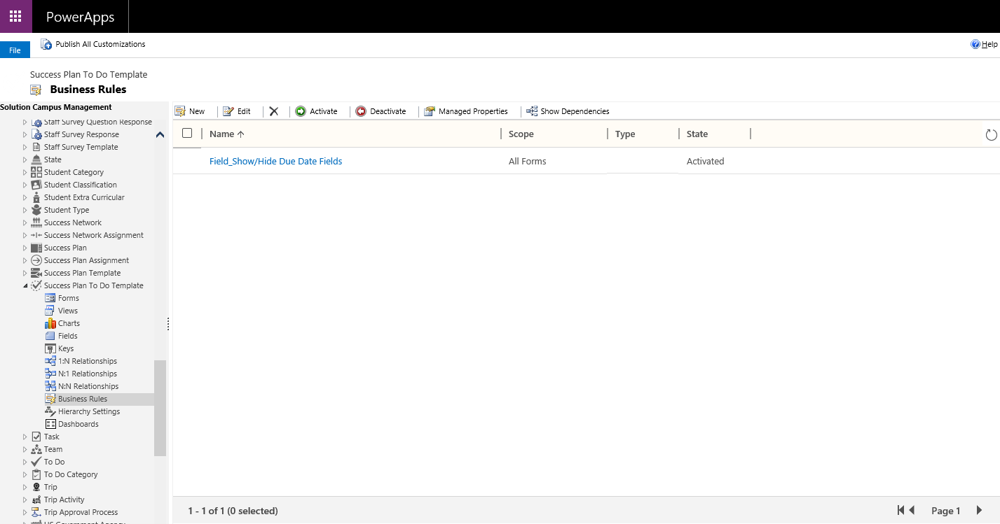 PowerApps
File
Publish All Customizations
Help
Success Plan To Do Template
Business Rules
Solution Campus Management
Staff Survey Question Response
Staff Survey Response
Staff Survey Template
State
Student Category
Student Classification
Student Extra Curricular
Student Type
Success Network
Success Network Assignment
Success Plan
Success Plan Assignment
Success Plan Template
Success Plan To Do Template
Forms
Views
Charts
Fields
Keys
1:N Relationships
N:1 Relationships
N:N Relationships
Business Rules
Hierarchy Settings
Dashboards
Task
Team
To Do
To Do Category
Trip
Trip Activity
Trip Approval Process
US Government Agency
New Edit Activate Deactivate Managed Properties Show Dependencies
Name Scope Type State
Field_Show/Hide Due Date Fields All Forms Activated
1 - 1 of 1 (0 selected) Page 1